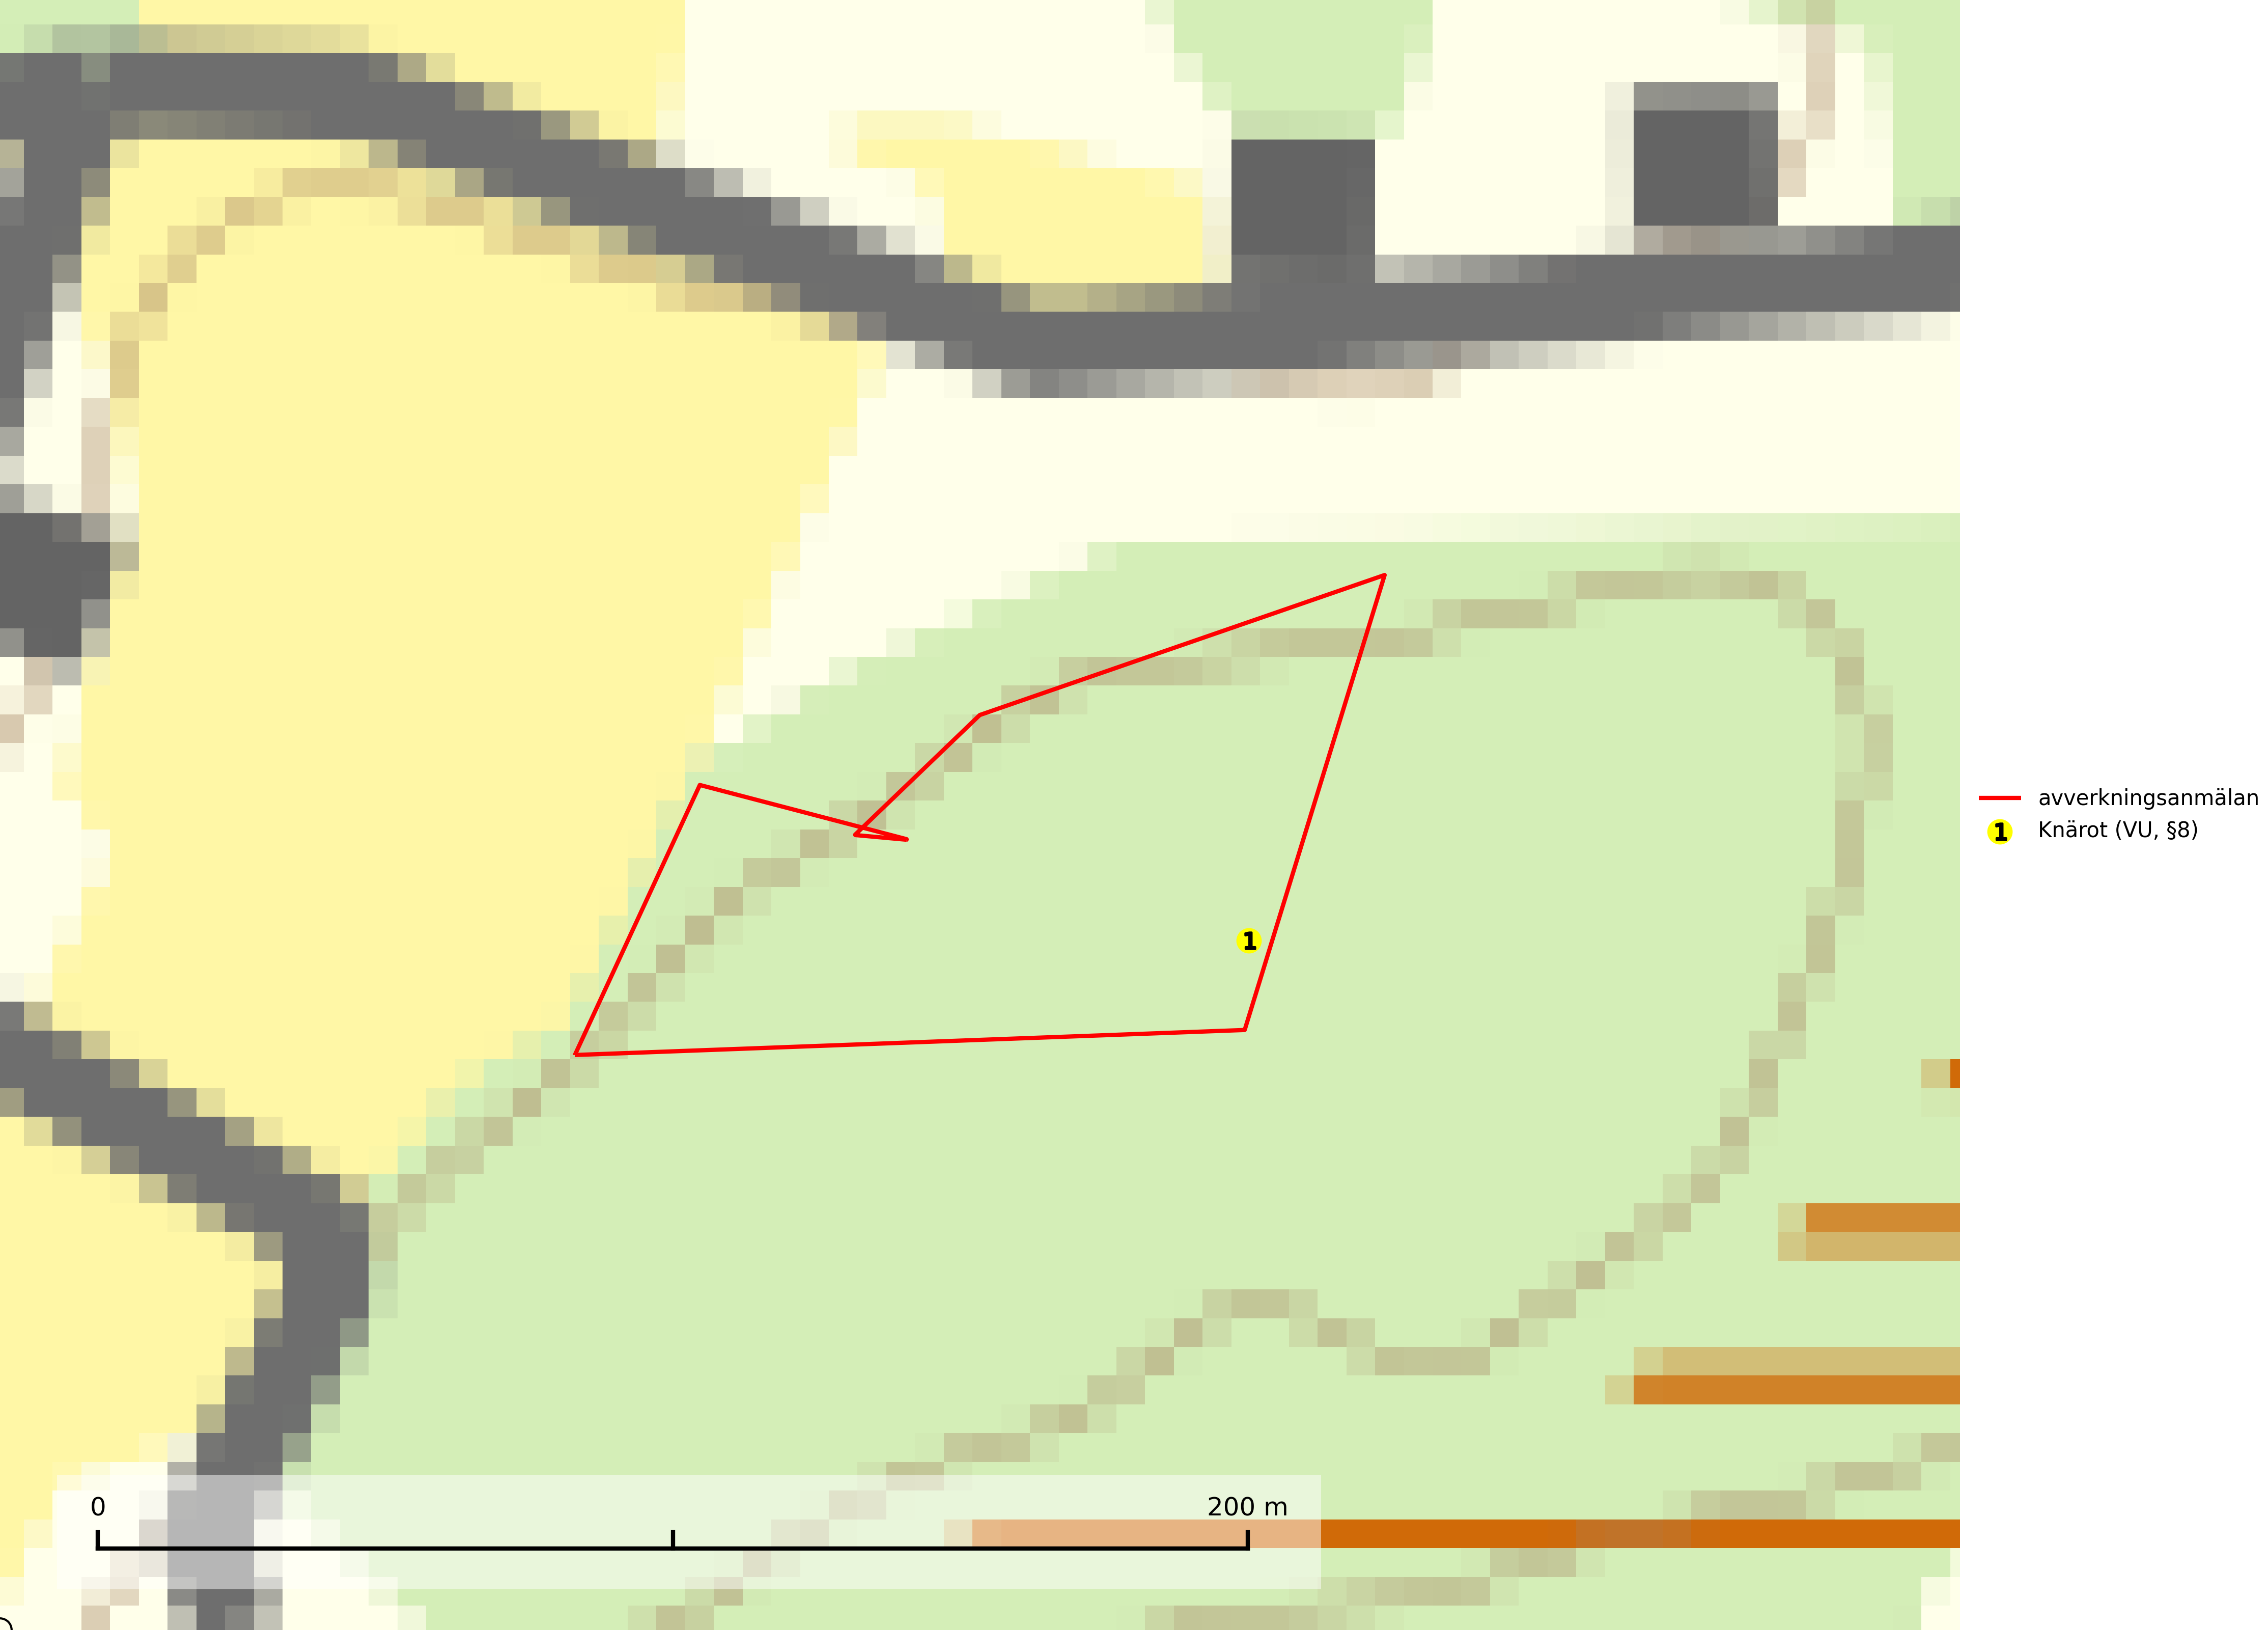 avverkningsanmälan
1 Knärot (VU, §8)
1
0 200 m